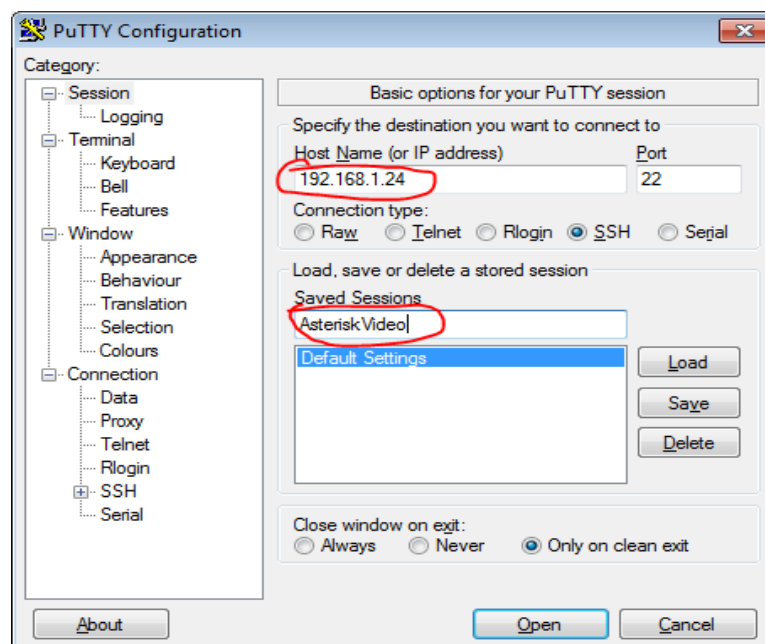 PuTTY Configuration
Category:
Session
Logging
Terminal
Keyboard
Bell
Features
Window
Appearance
Behaviour
Translation
Selection
Colours
Connection
Data
Proxy
Telnet
Rlogin
SSH
Serial
Basic options for your PuTTY session
Specify the destination you want to connect to
Host Name (or IP address) Port
192.168.1.24 22
Connection type:
Raw Telnet Rlogin SSH Serial
Load, save or delete a stored session
Saved Sessions
AsteriskVideo
Default Settings
Load
Save
Delete
Close window on exit:
Always Never Only on clean exit
About Open Cancel